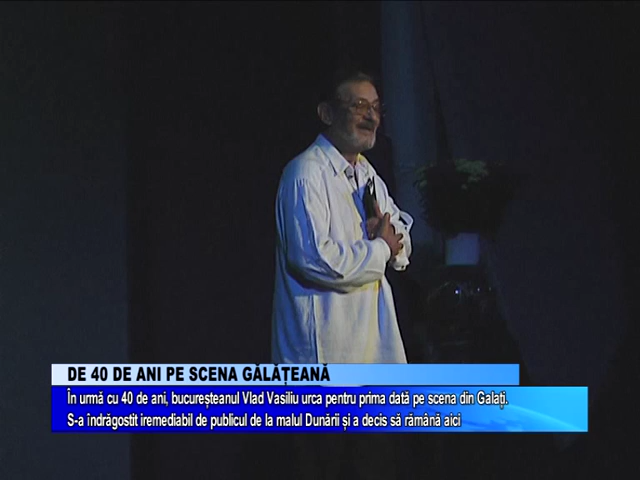 DE 40 DE ANI PE SCENA GĂLĂȚEANĂ
În urmă cu 40 de ani, bucureșteanul Vlad Vasiliu urca pentru prima dată pe scena din Galați.
S-a îndrăgostit iremediabil de publicul de la malul Dunării și a decis să rămână aici